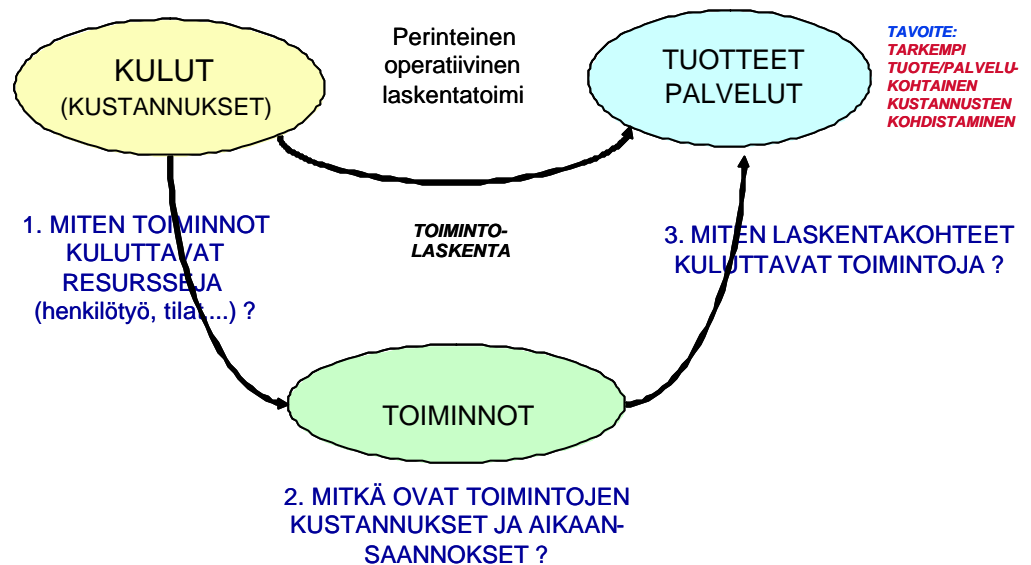 KULUT
(KUSTANNUKSET)
Perinteinen
operatiivinen
laskentatoimi
TUOTTEET
PALVELUT
TAVOITE:
TARKEMPI
TUOTE/PALVELU-
KOHTAINEN
KUSTANNUSTEN
KOHDISTAMINEN
1. MITEN TOIMINNOT
KULUTTAVAT
RESURSSEJA
(henkilötyö, tilat,...) ?
TOIMINTO-
LASKENTA
3. MITEN LASKENTAKOHTEET
KULUTTAVAT TOIMINTOJA ?
TOIMINNOT
2. MITKÄ OVAT TOIMINTOJEN
KUSTANNUKSET JA AIKAAN-
SAANNOKSET ?